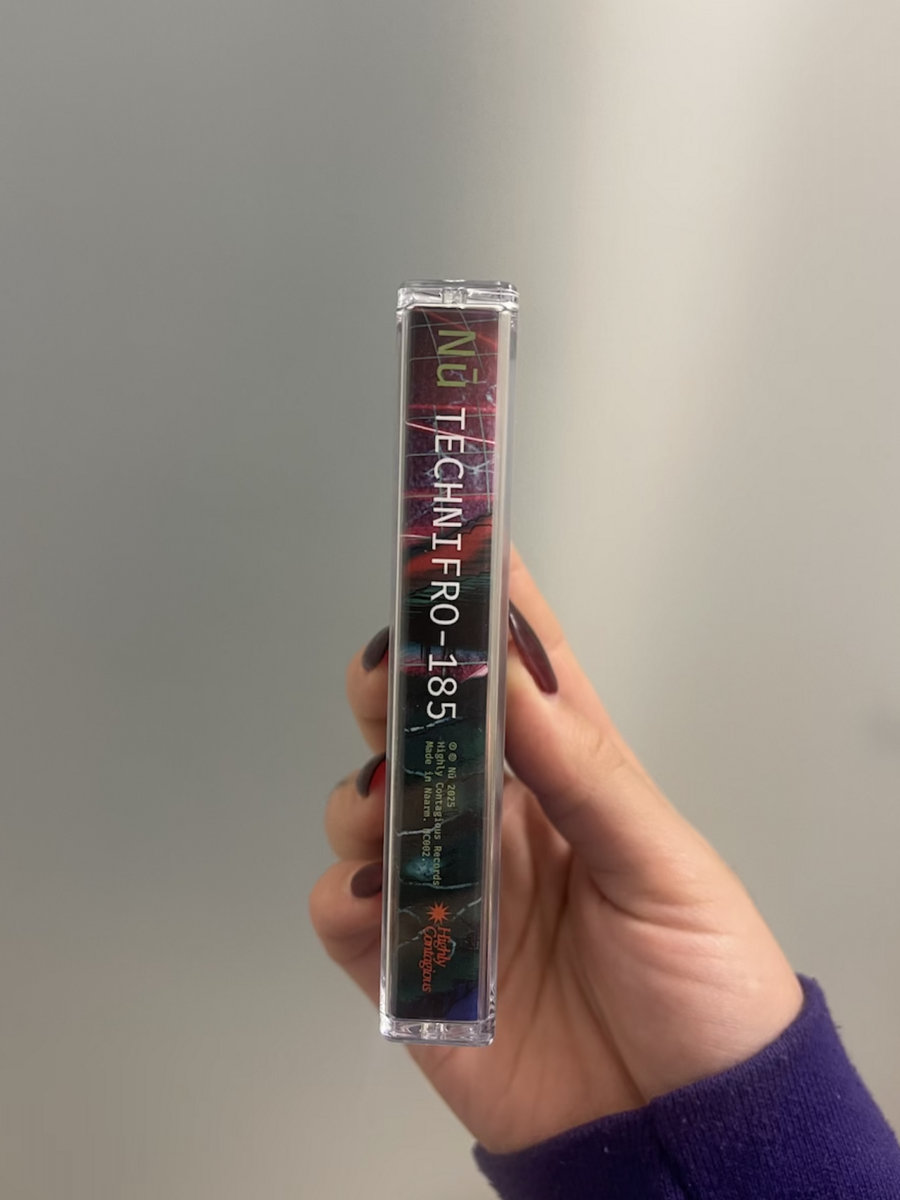 Nū TECHNIFRO-185
℗ © Nū 2025
Highly Contagious Records
Made in Naarm. HC002.
Highly
Contagious